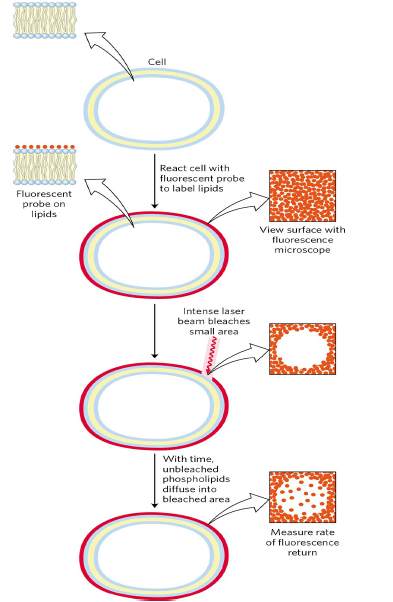 Cell
React cell with
fluorescent probe
to label lipids
Fluorescent
probe on
lipids
View surface with
fluorescence
microscope
Intense laser
beam bleaches
small area
With time,
unbleached
phospholipids
diffuse into
bleached area
Measure rate
of fluorescence
return